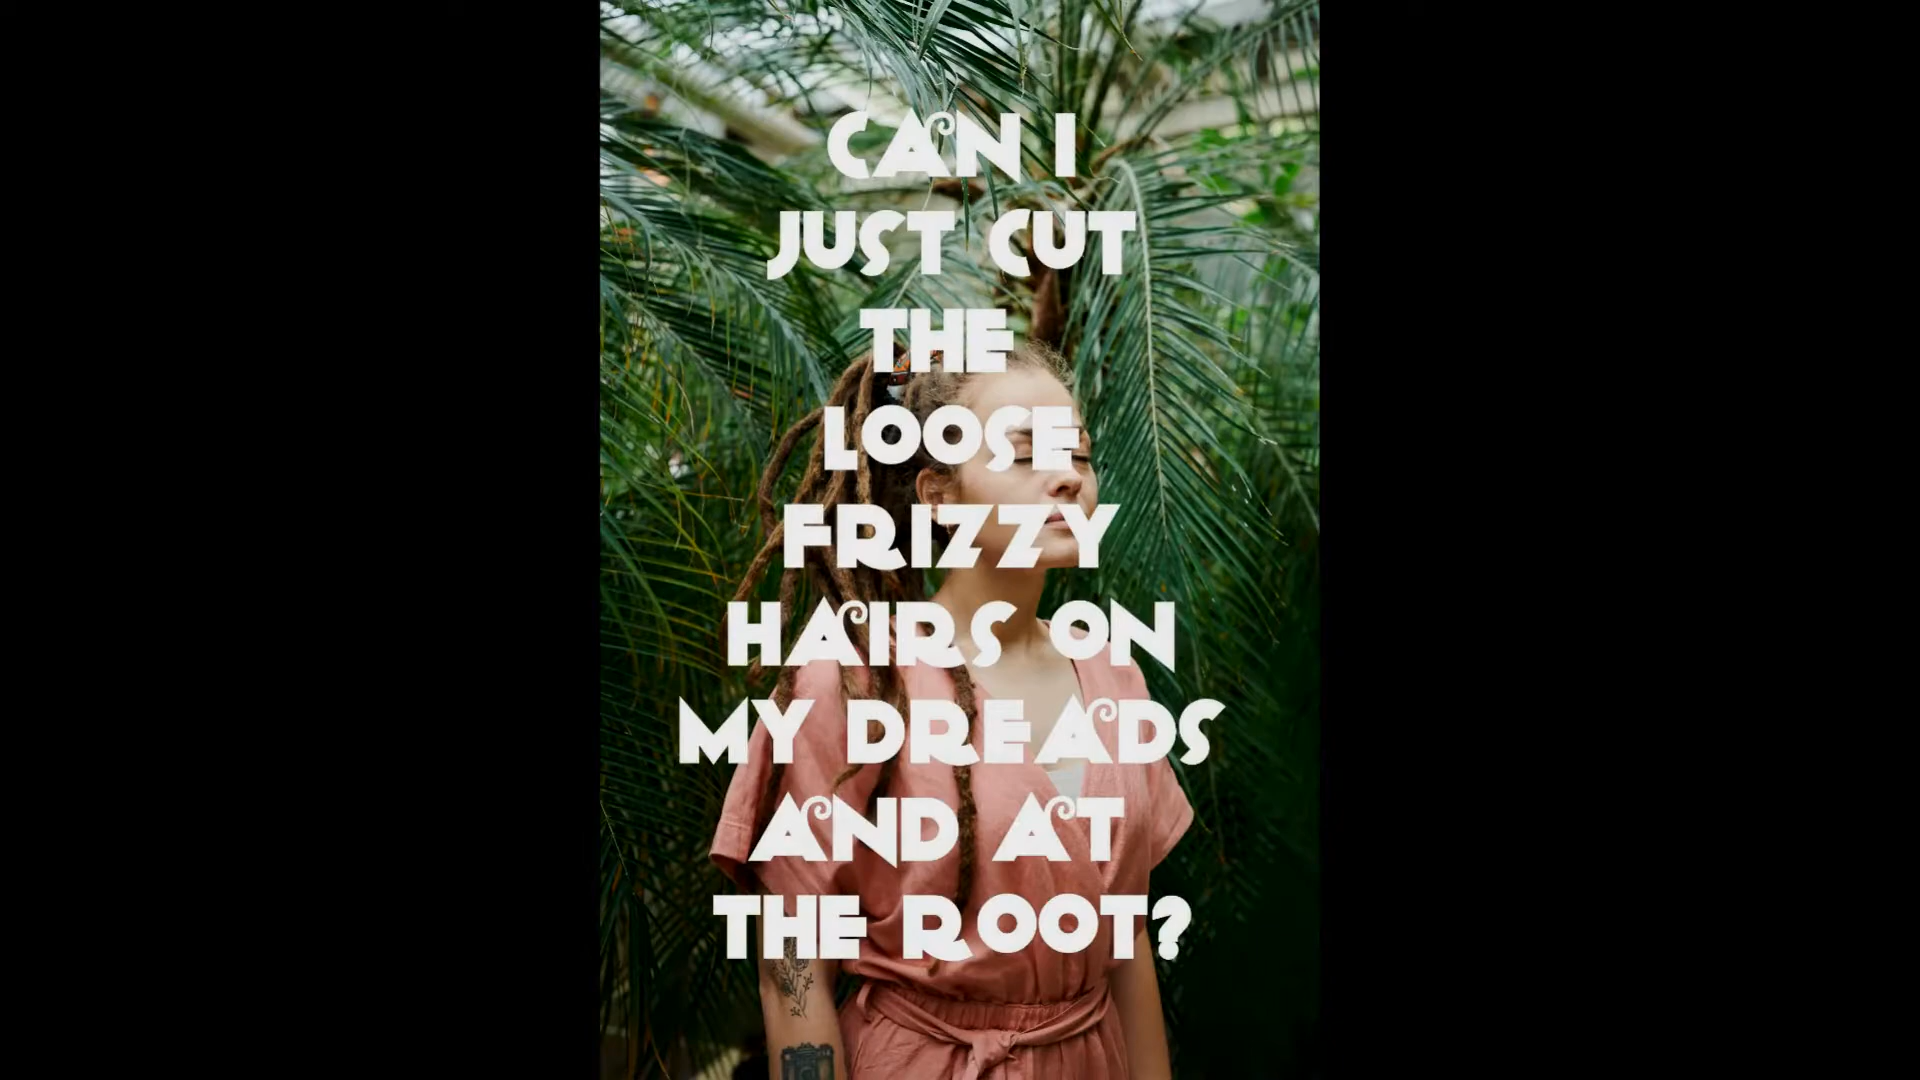 CAN I
JUST CUT
THE
LOOSE
FRIZZY
HAIRS ON
MY DREADS
AND AT
THE ROOT?